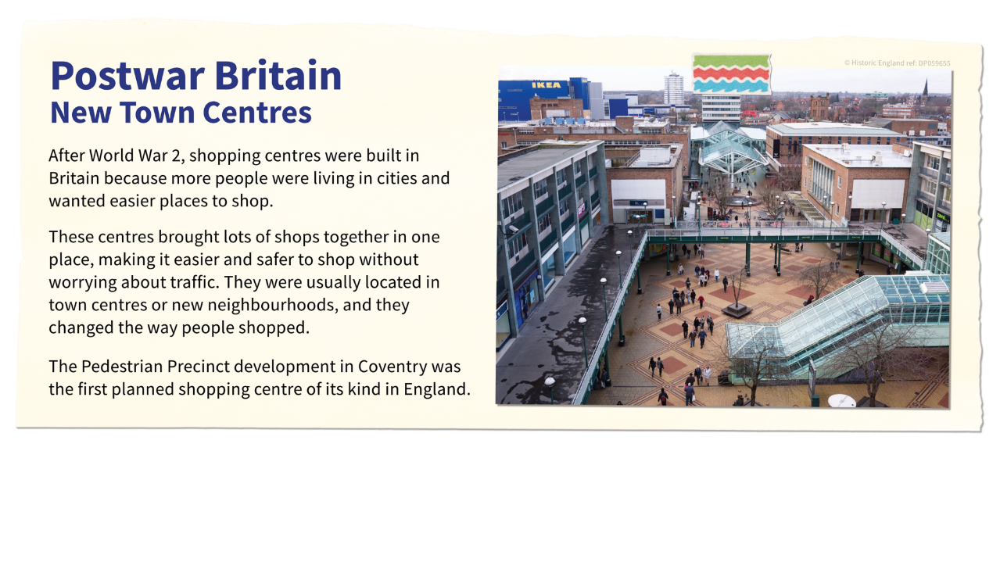 Postwar Britain
New Town Centres
After World War 2, shopping centres were built in
Britain because more people were living in cities and
wanted easier places to shop.
These centres brought lots of shops together in one
place, making it easier and safer to shop without
worrying about traffic. They were usually located in
town centres or new neighbourhoods, and they
changed the way people shopped.
The Pedestrian Precinct development in Coventry was
the first planned shopping centre of its kind in England.
© Historic England ref: DP059655
IKEA